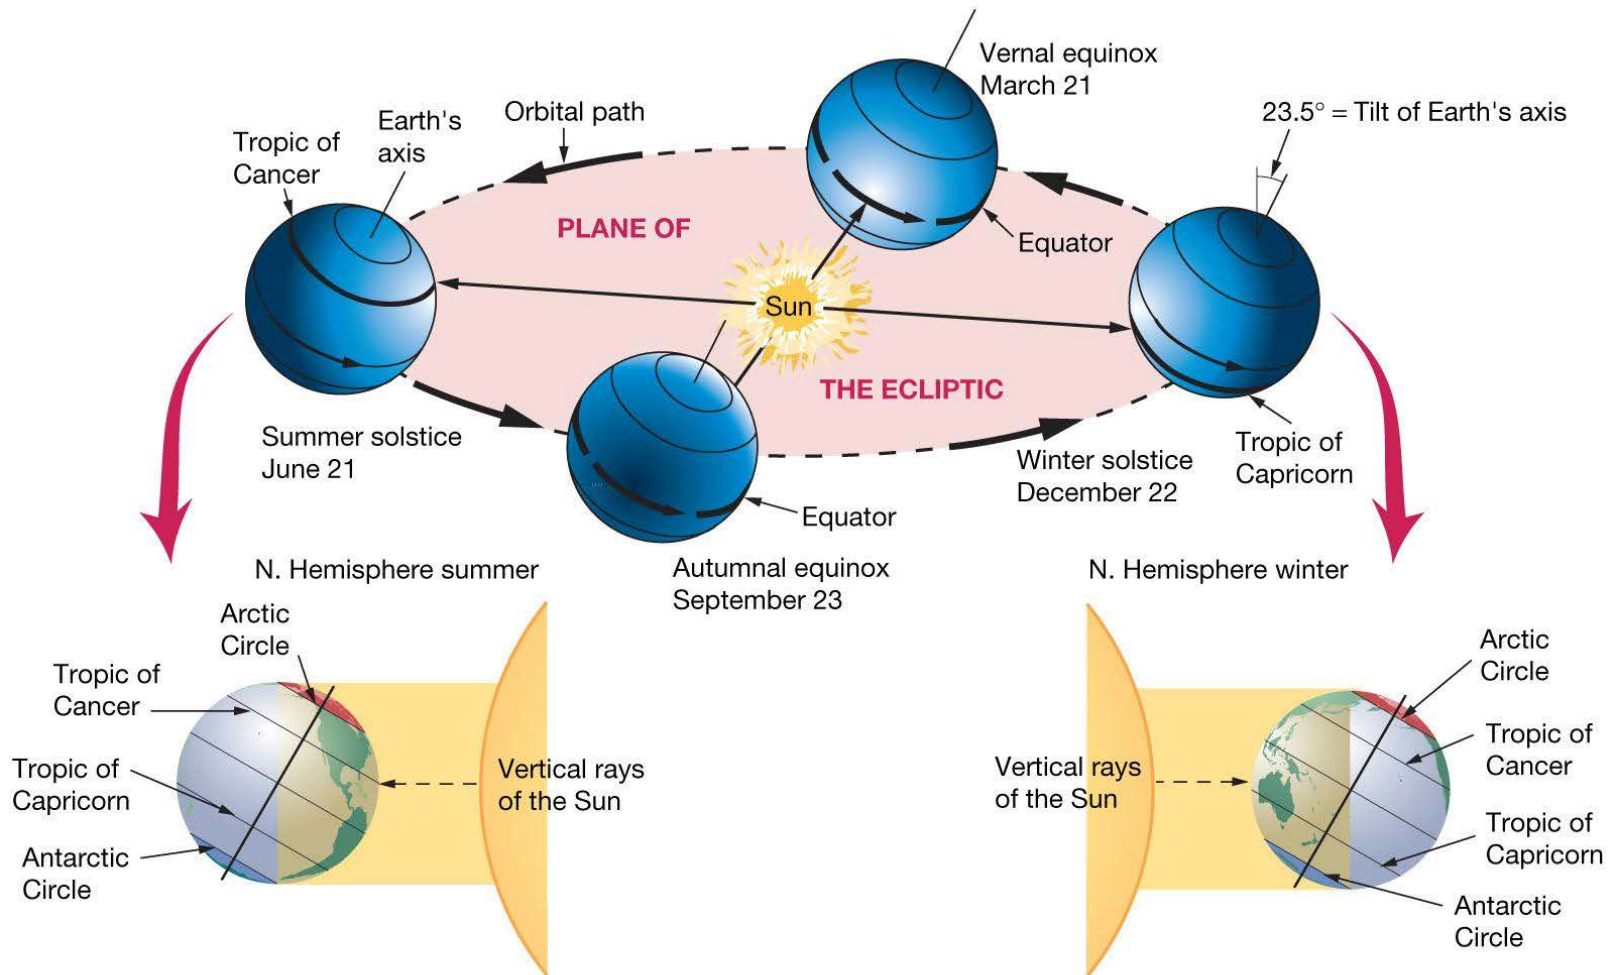 Vernal equinox
March 21
23.5° = Tilt of Earth's axis
Orbital path
Earth's
axis
Tropic of
Cancer
PLANE OF
Equator
Sun
THE ECLIPTIC
Summer solstice
June 21
Tropic of
Capricorn
Winter solstice
December 22
Equator
Autumnal equinox
September 23
N. Hemisphere summer
Arctic
Circle
Tropic of
Cancer
Tropic of
Capricorn
Antarctic
Circle
Vertical rays
of the Sun
N. Hemisphere winter
Vertical rays
of the Sun
Arctic
Circle
Tropic of
Cancer
Tropic of
Capricorn
Antarctic
Circle